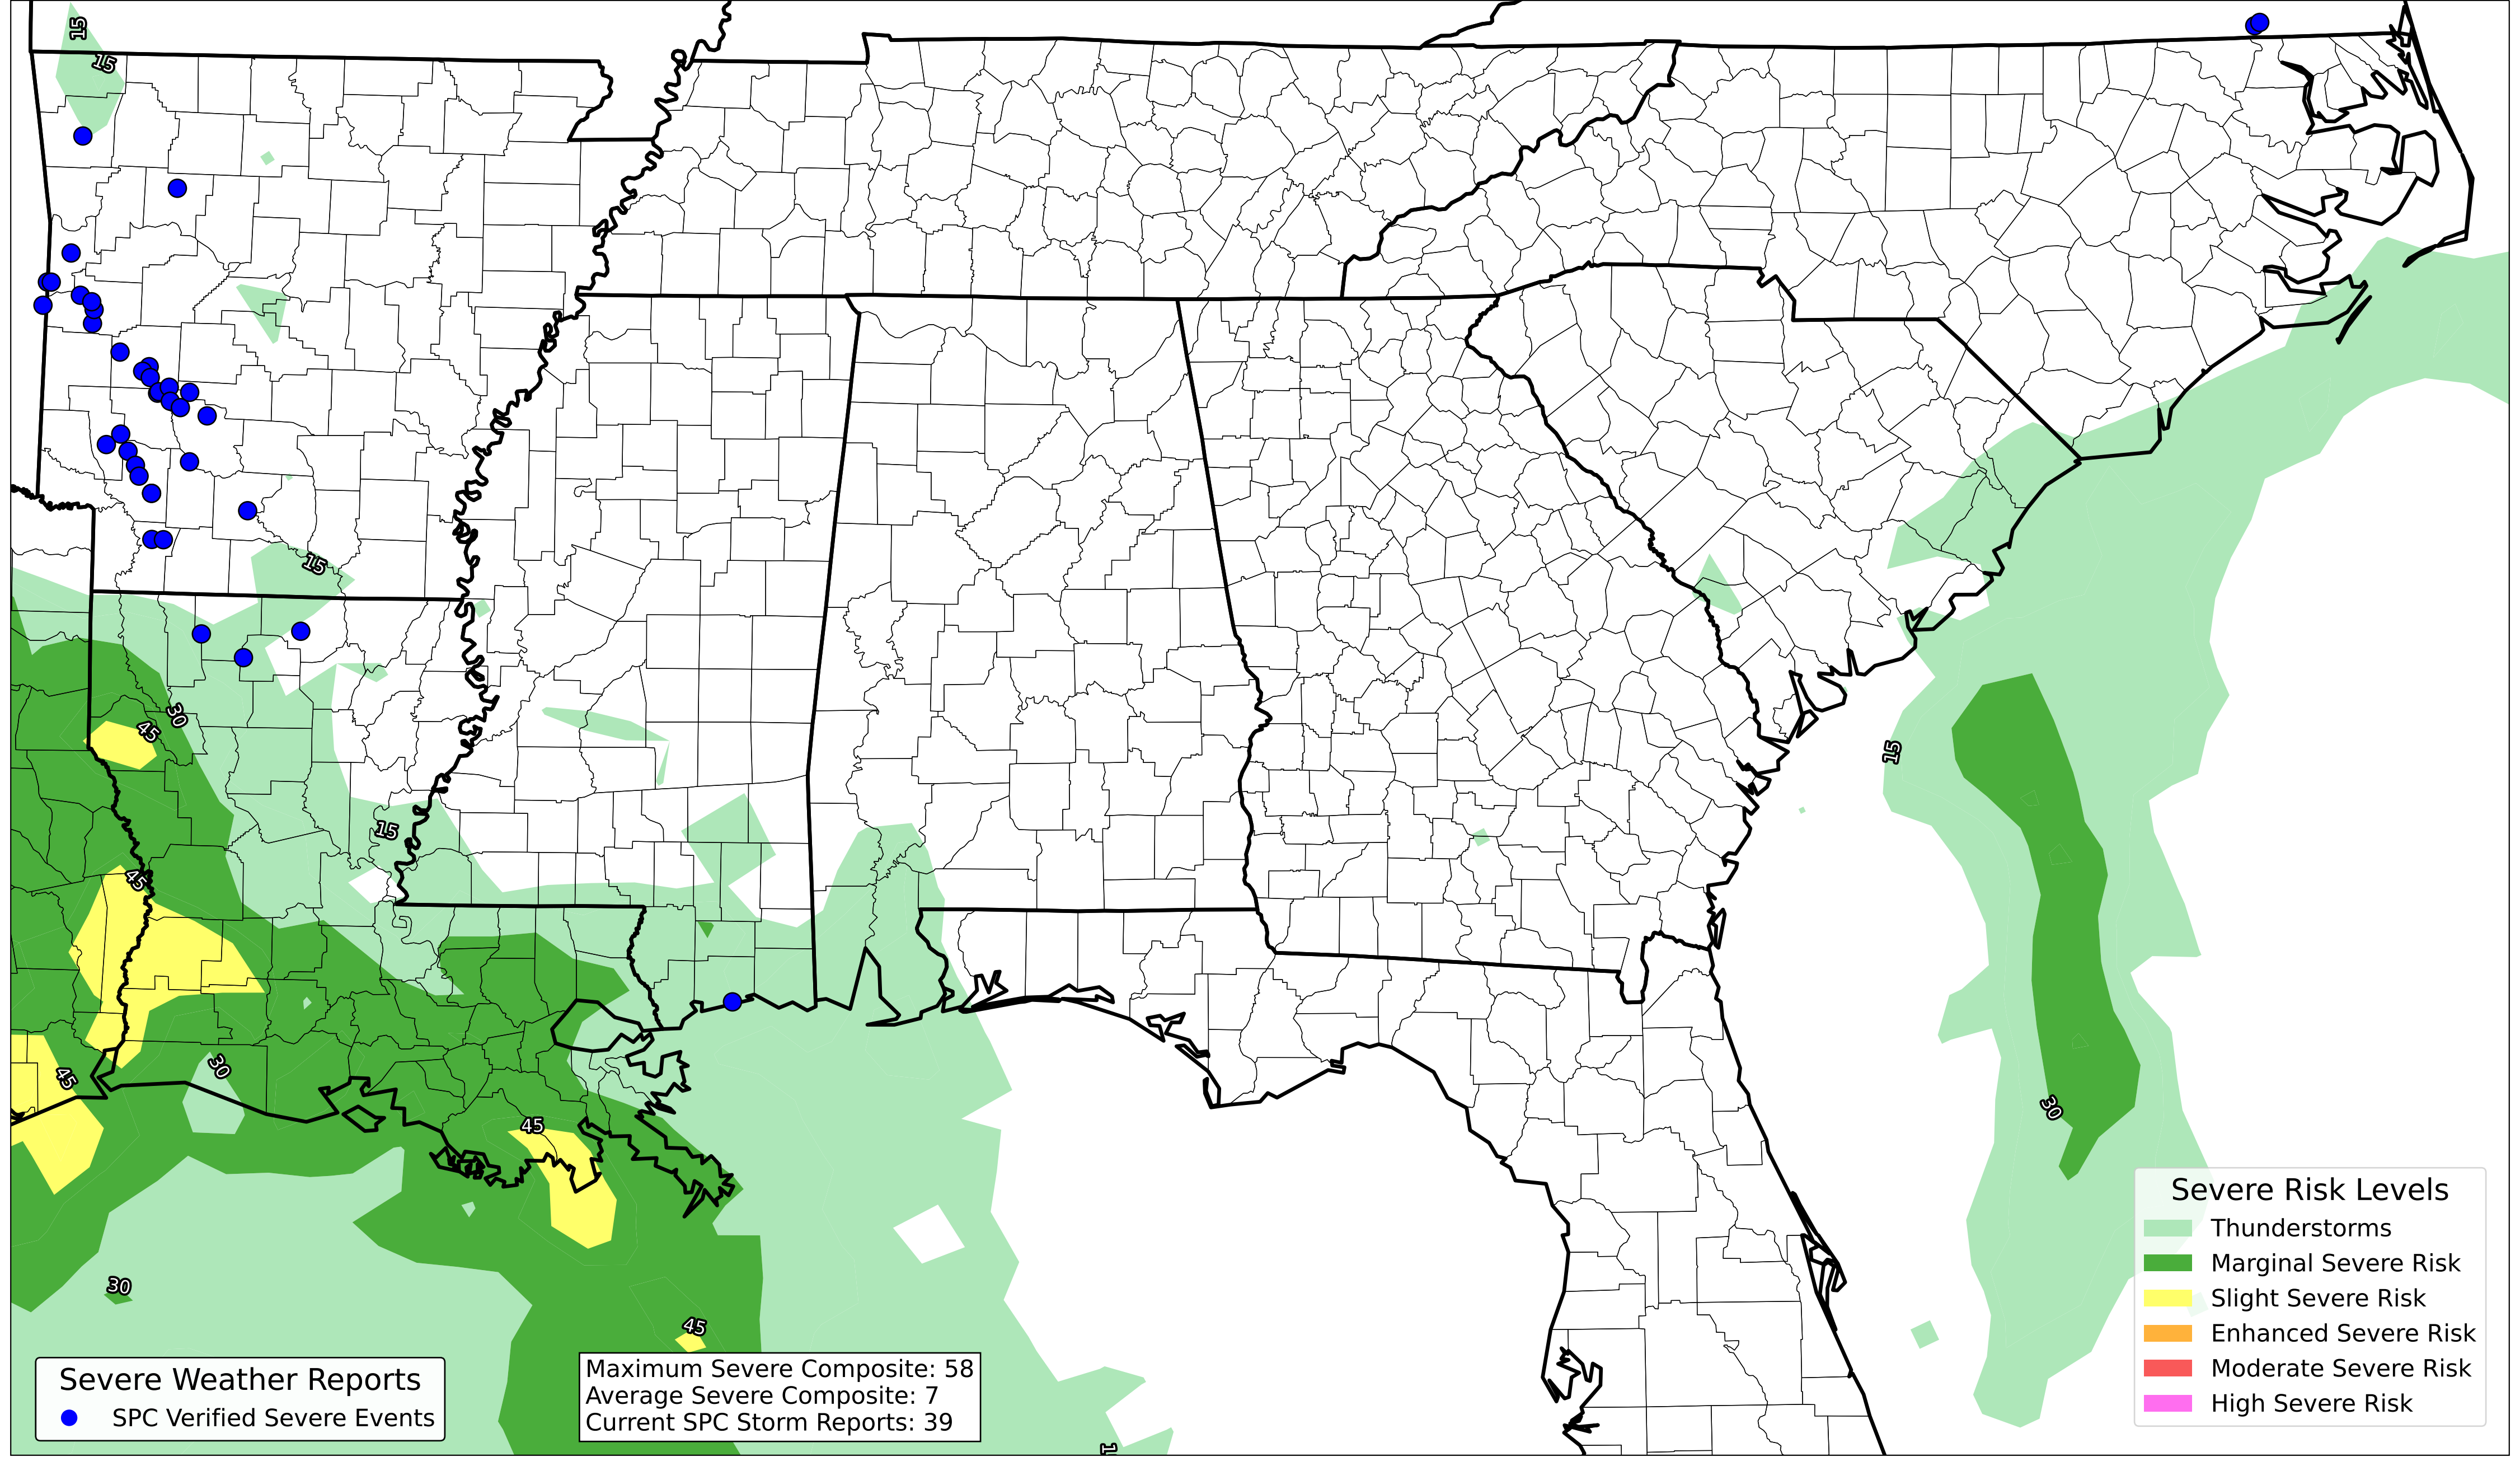 15
15
15
30
45
15
15
45
30
45
30
45
30
45
Severe Risk Levels
Thunderstorms
Marginal Severe Risk
Slight Severe Risk
Enhanced Severe Risk
Moderate Severe Risk
High Severe Risk
Severe Weather Reports
SPC Verified Severe Events
Maximum Severe Composite: 58
Average Severe Composite: 7
Current SPC Storm Reports: 39